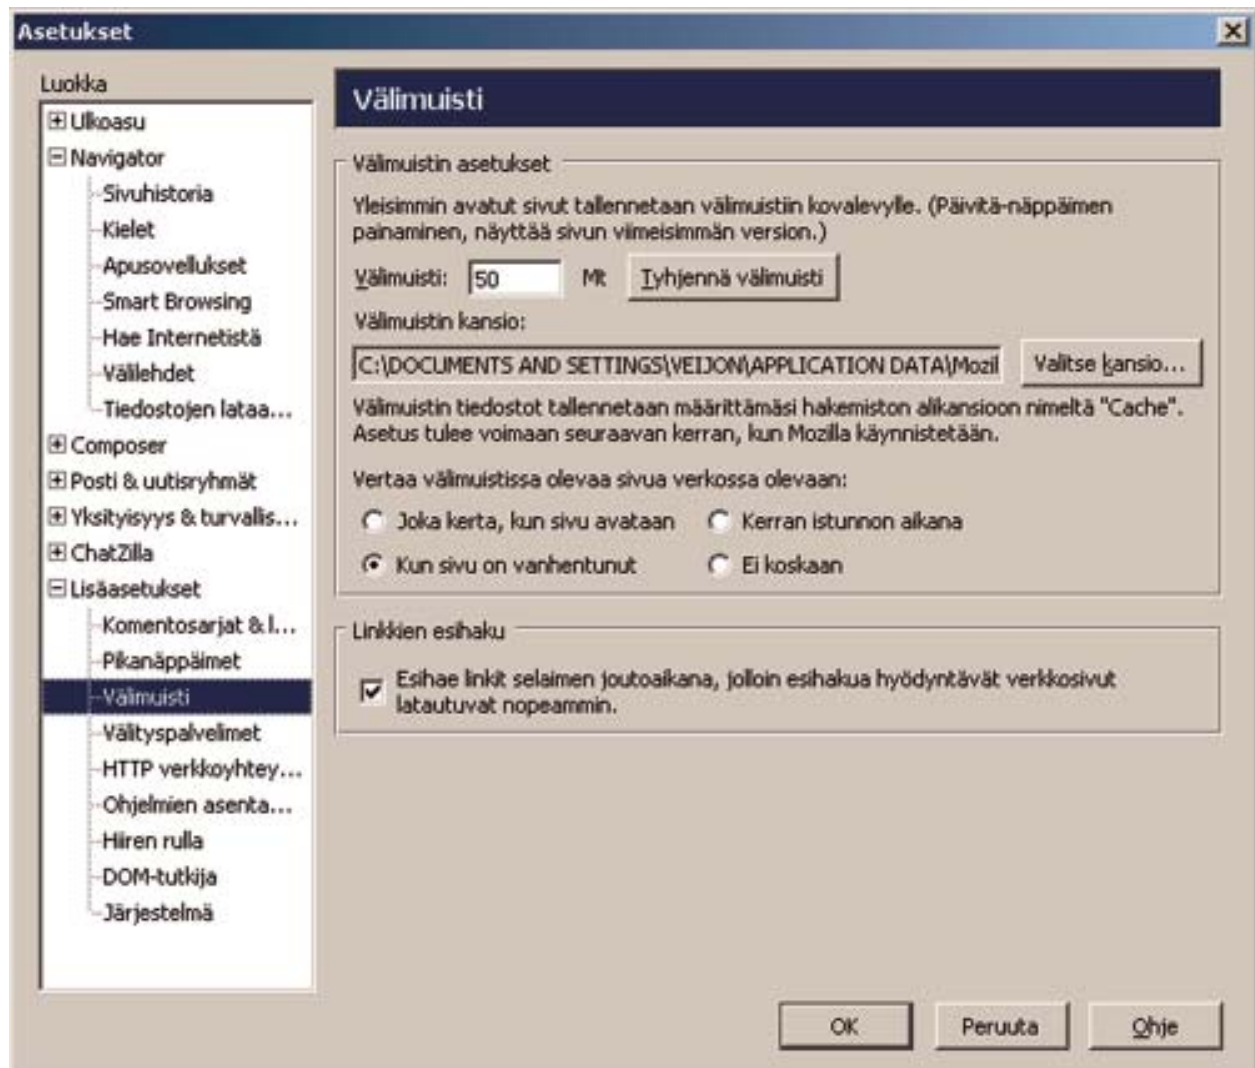 Asetukset
Luokka
Ulkoasu
Navigator
Sivuhistoria
Kielet
Apusovellukset
Smart Browsing
Hae Internetistä
Välilehdet
Tiedostojen lataa...
Composer
Posti & uutisryhmät
Yksityisyys & turvallis...
ChatZilla
Lisäasetukset
Komentosarjat & l...
Pikanäppäimet
Välimuisti
Välityspalvelimet
HTTP verkkoyhtey...
Ohjelmien asenta...
Hiiren rulla
DOM-tutkija
Järjestelmä
Välimuisti
Välimuistin asetukset
Yleisimmin avatut sivut tallennetaan välimuistiin kovalevylle. (Päivitä-näppäimen
painaminen, näyttää sivun viimeisimmän version.)
Välimuisti: 50 Mt Tyhjennä välimuisti
Välimuistin kansio:
C:\DOCUMENTS AND SETTINGS\VEIJON\APPLICATION DATA\Mozil Valitse kansio...
Välimuistin tiedostot tallennetaan määrittämäsi hakemiston alikansioon nimeltä "Cache".
Asetus tulee voimaan seuraavan kerran, kun Mozilla käynnistetään.
Vertaa välimuistissa olevaa sivua verkossa olevaan:
Joka kerta, kun sivu avataan Kerran istunnon aikana
Kun sivu on vanhentunut Ei koskaan
Linkkien esihaku
Esihae linkit selaimen joutoaikana, jolloin esihakua hyödyntävät verkkosivut
latautuvat nopeammin.
OK Peruuta Ohje